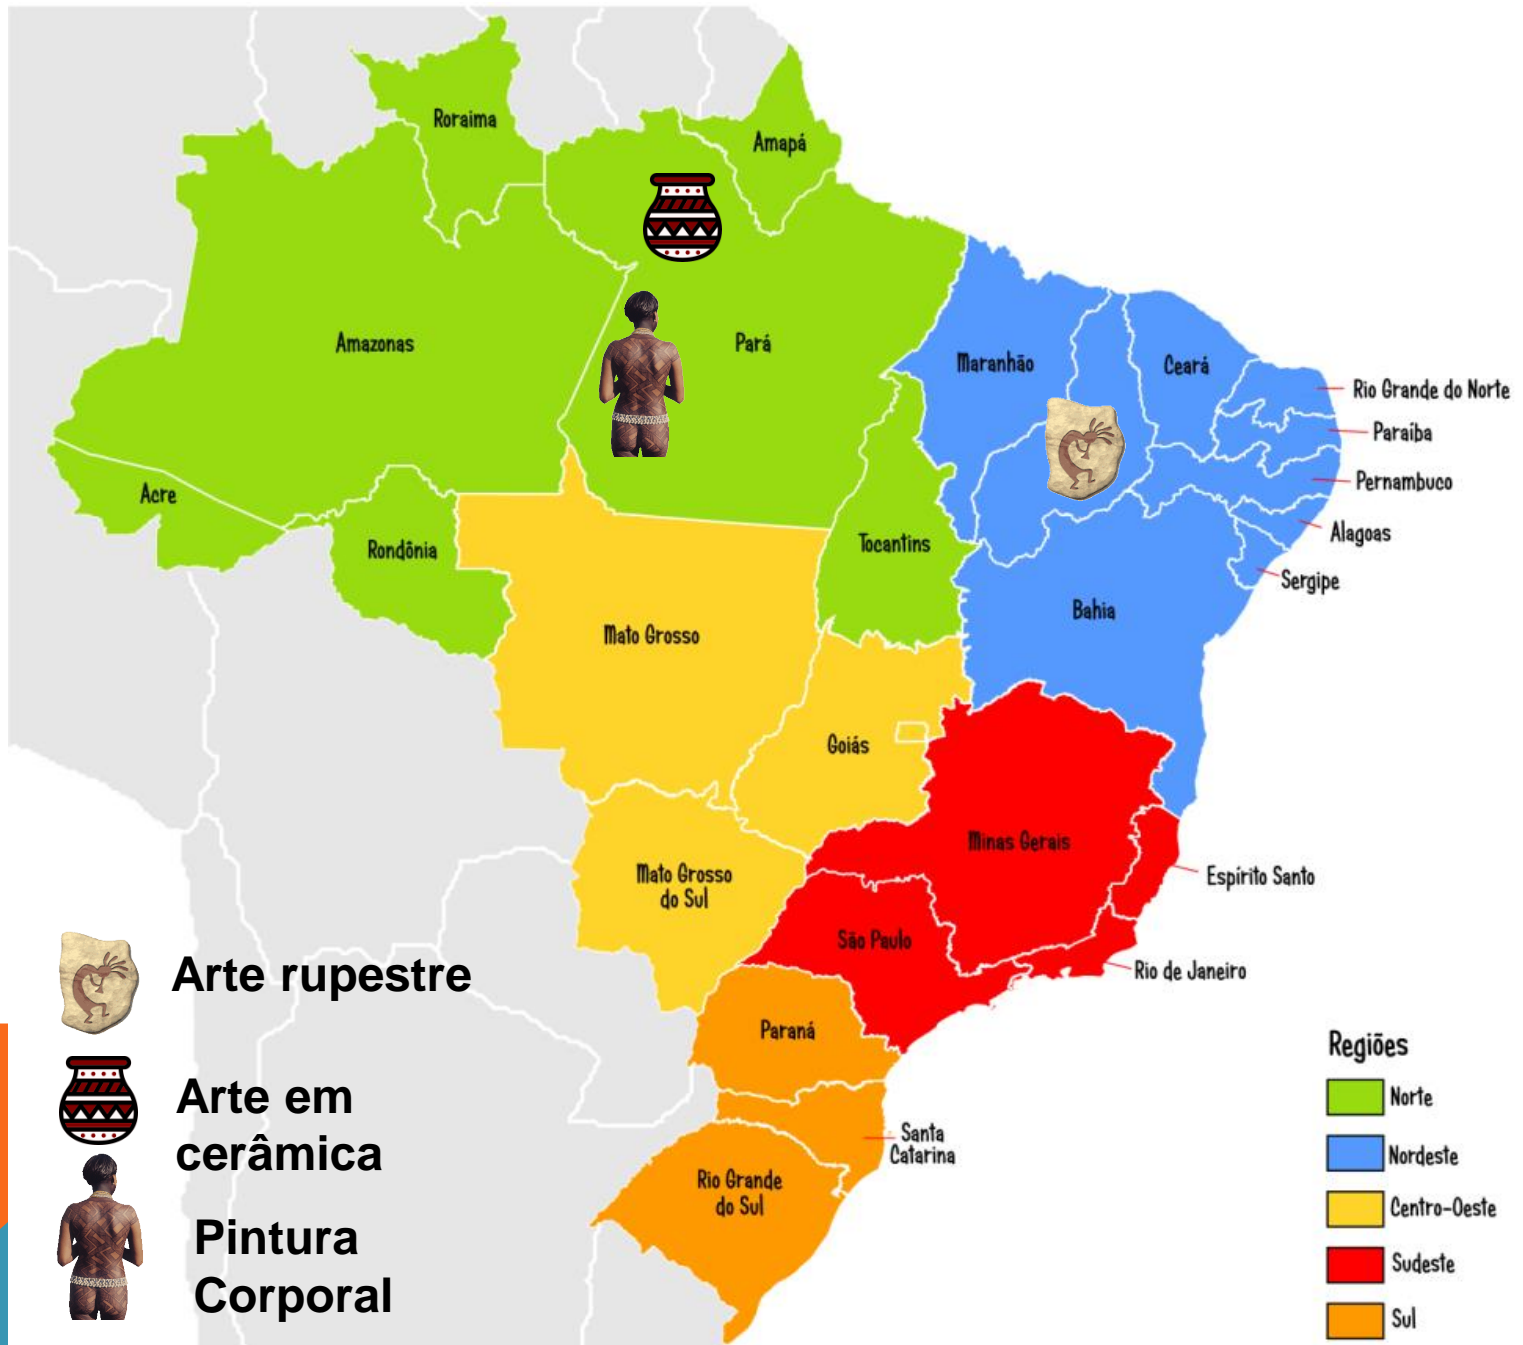 Roraima
Amapá
Amazonas
Pará
Maranhão
Ceará
Rio Grande do Norte
Paraíba
Pernambuco
Alagoas
Sergipe
Acre
Rondônia
Tocantins
Bahia
Mato Grosso
Goiás
Minas Gerais
Espírito Santo
Mato Grosso
do Sul
São Paulo
Rio de Janeiro
Paraná
Santa
Catarina
Rio Grande
do Sul
Arte rupestre
Arte em
cerâmica
Pintura
Corporal
Regiões
Norte
Nordeste
Centro-Oeste
Sudeste
Sul